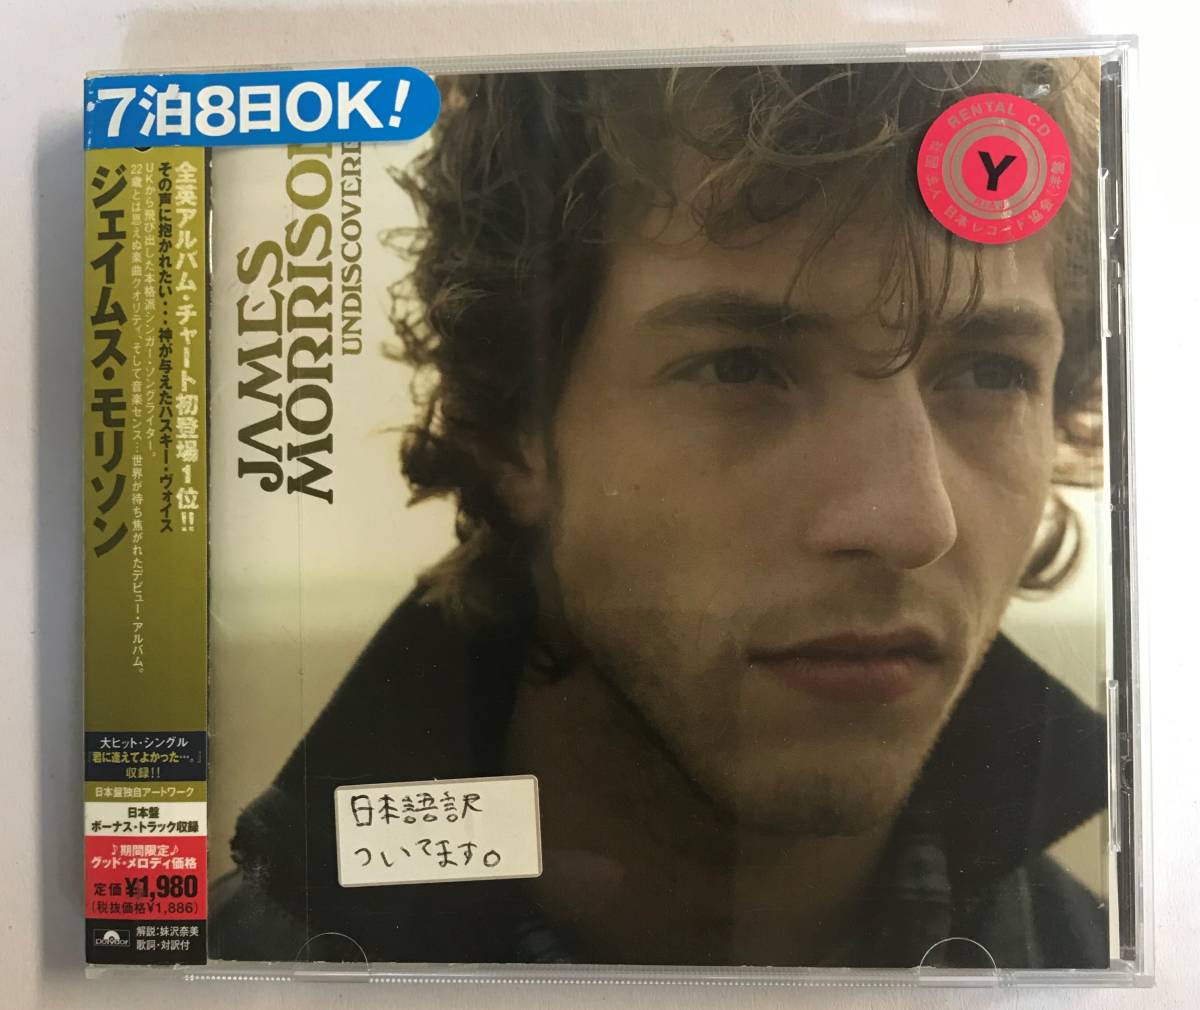 7泊8日OK!
ジェイムス・モリソン
全英アルバム・チャート初登場1位!!
その声に抱かれたい・・・神が与えたハスキー・ヴォイス
UKから飛び出した本格派シンガー・ソングライター。
22歳とは思えぬ楽曲クオリティ、そして音楽センス…世界が待ち焦がれたデビュー・アルバム。
大ヒット・シングル
『君に逢えてよかった…。』
収録!!
日本盤独自アートワーク
日本盤
ボーナス・トラック収録
♪期間限定♪
グッド・メロディ価格
定価¥1,980
(税抜価格¥1,886)
Polydor
解説:妹沢奈美
歌詞・対訳付
JAMES
MORRISON
UNDISCOVERED
RENTAL CD
Y
日本レコード協会(洋盤)
日本語訳
ついてます。